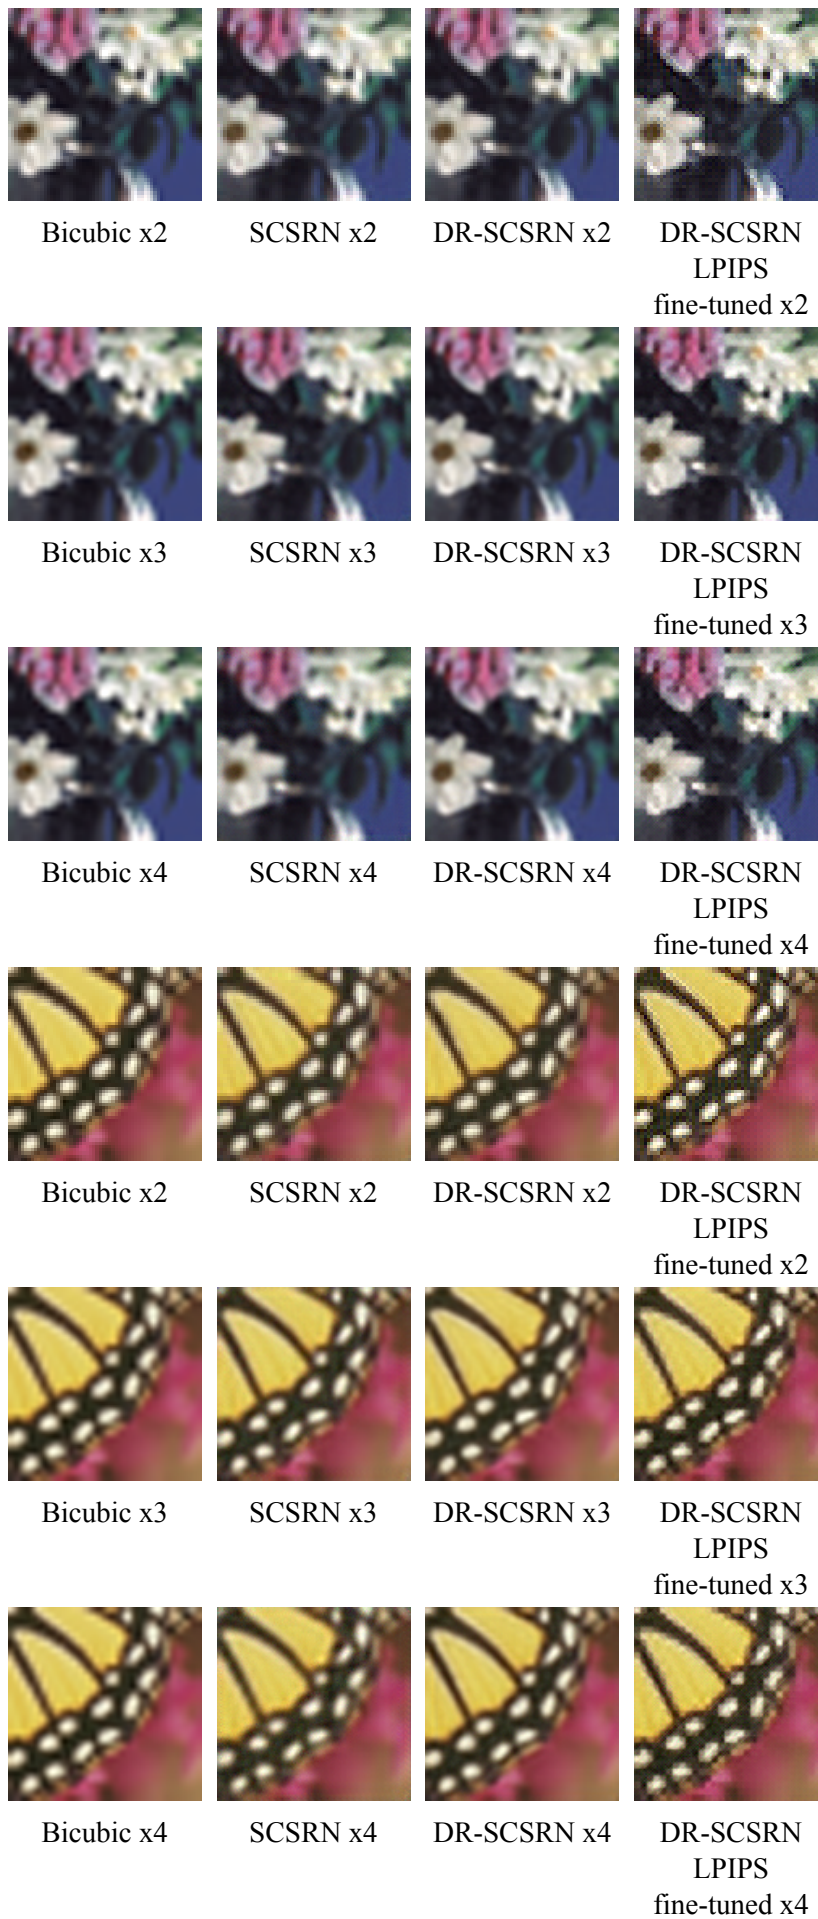 Bicubic x2
SCSRN x2
DR-SCSRN x2
DR-SCSRN
LPIPS
fine-tuned x2
Bicubic x3
SCSRN x3
DR-SCSRN x3
DR-SCSRN
LPIPS
fine-tuned x3
Bicubic x4
SCSRN x4
DR-SCSRN x4
DR-SCSRN
LPIPS
fine-tuned x4
Bicubic x2
SCSRN x2
DR-SCSRN x2
DR-SCSRN
LPIPS
fine-tuned x2
Bicubic x3
SCSRN x3
DR-SCSRN x3
DR-SCSRN
LPIPS
fine-tuned x3
Bicubic x4
SCSRN x4
DR-SCSRN x4
DR-SCSRN
LPIPS
fine-tuned x4